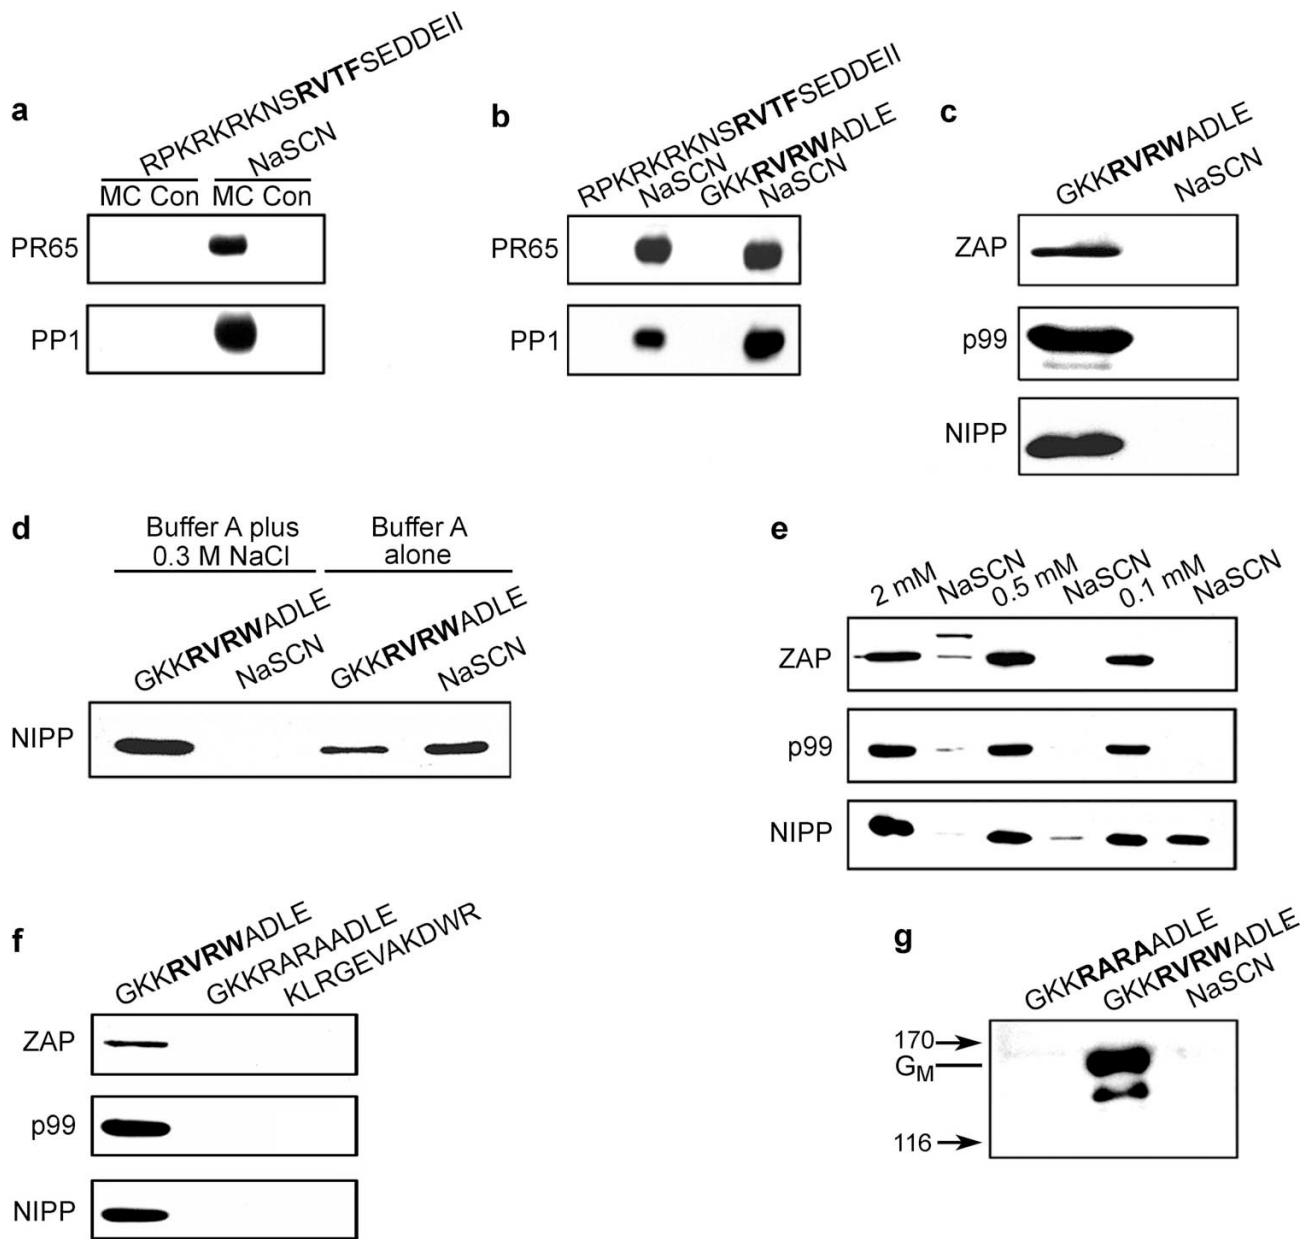 a
RPKRKRKNSRVTFSEDDEII
NaSCN
MC Con MC Con
PR65
PP1
b
RPKRKRKNSRVTFSEDDEII
NaSCN
GKKRVRWADLE
NaSCN
PR65
PP1
c
GKKRVRWADLE
NaSCN
ZAP
p99
NIPP
d
Buffer A plus
0.3 M NaCl
Buffer A
alone
GKKRVRWADLE
NaSCN
GKKRVRWADLE
NaSCN
NIPP
e
2 mM
NaSCN
0.5 mM
NaSCN
0.1 mM
NaSCN
ZAP
p99
NIPP
f
GKKRVRWADLE
GKKRARAADLE
KLRGEVAKDWR
ZAP
p99
NIPP
g
GKKRARAADLE
GKKRVRWADLE
NaSCN
170
GM
116